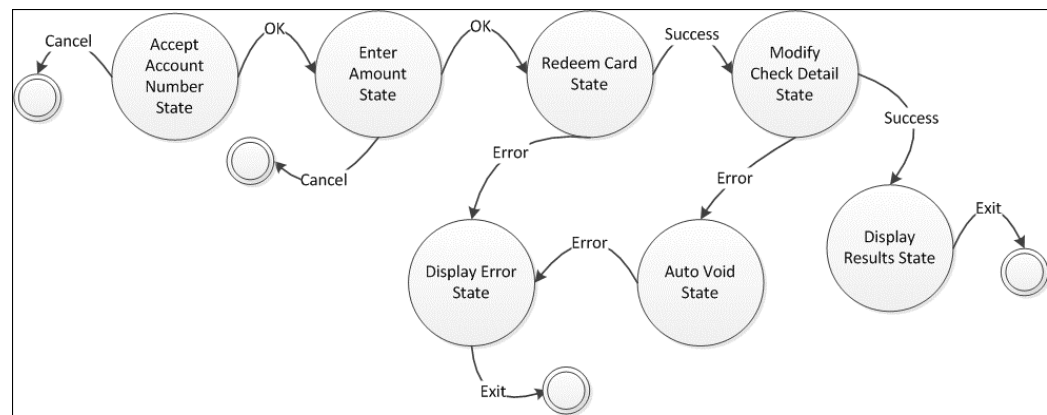 Cancel
Accept
Account
Number
State
OK
Enter
Amount
State
Cancel
OK
Redeem Card
State
Success
Modify
Check Detail
State
Error
Error
Success
Display Error
State
Error
Auto Void
State
Display
Results State
Exit
Exit